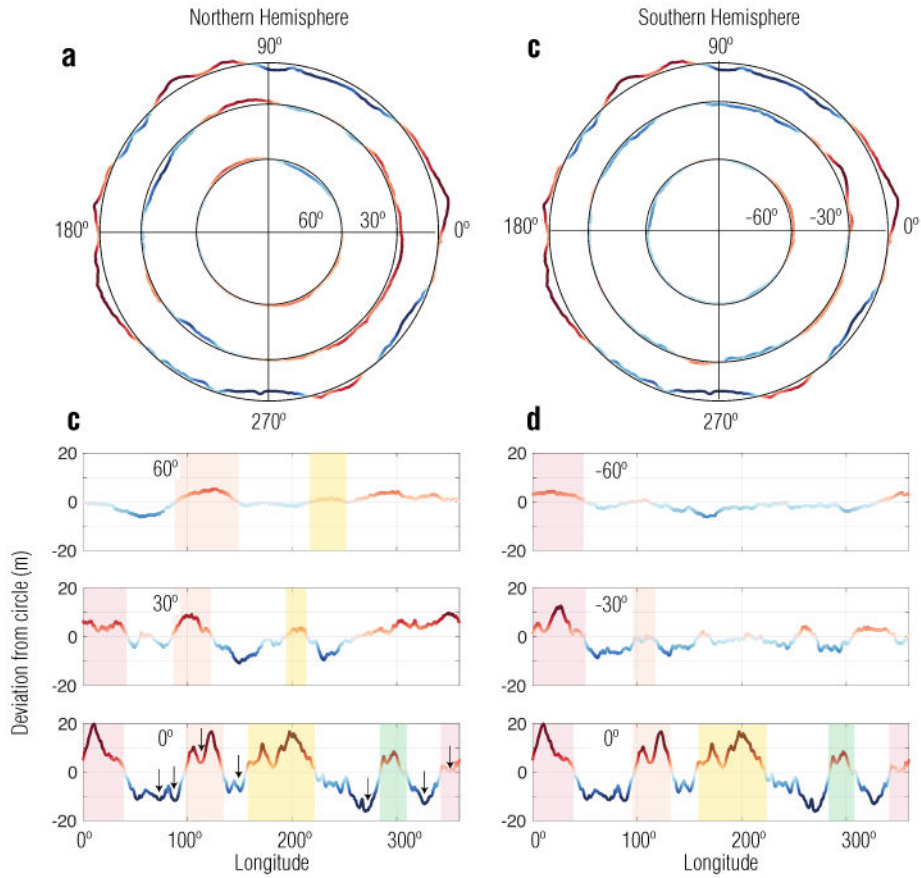 Northern Hemisphere
Southern Hemisphere
a
90º
c
90º
180º
60º
30º
0º
180º
-60º
-30º
0º
270º
270º
c
d
20
0
-20
60º
20
0
-20
-60º
20
0
-20
30º
20
0
-20
-30º
20
0
-20
0º
20
0
-20
0º
0º
100º
200º
300º
0º
100º
200º
300º
Longitude
Longitude
Deviation from circle (m)